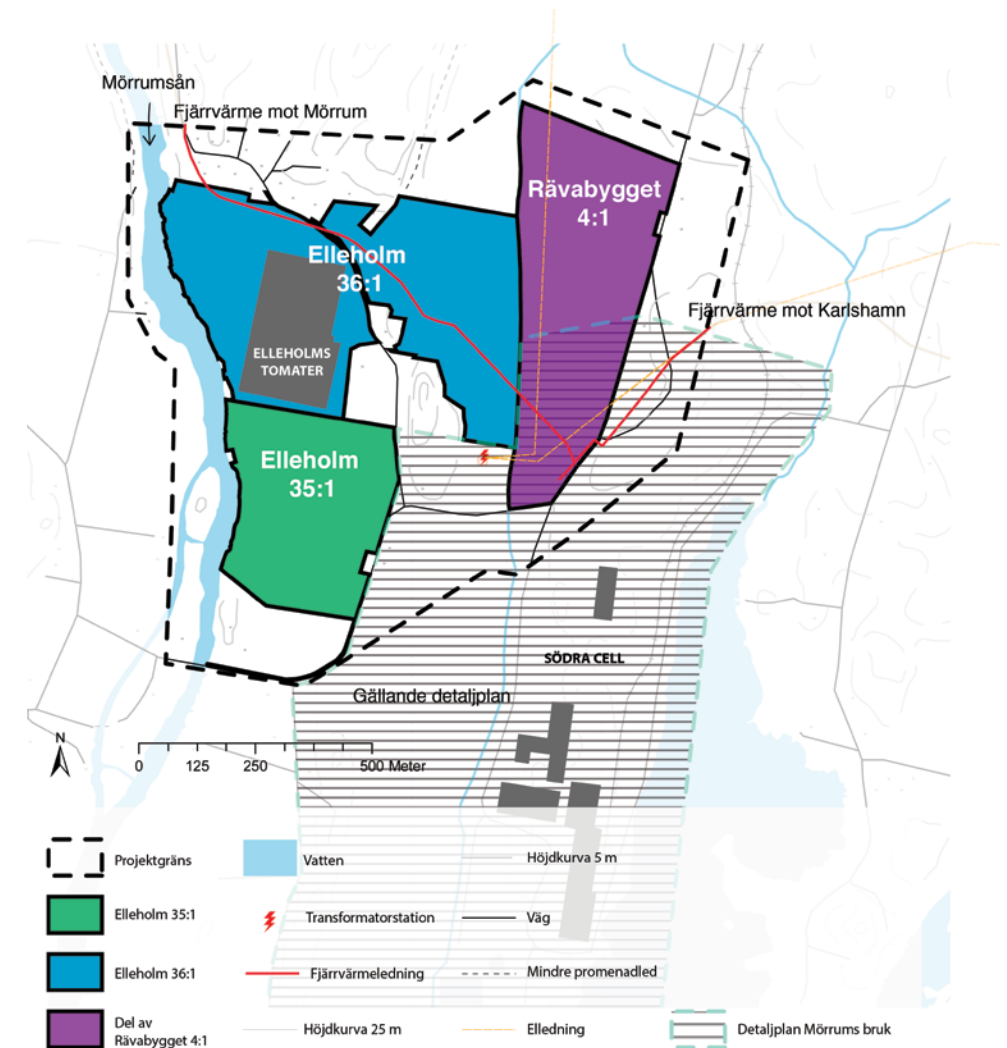 Mörrumsån
Fjärrvärme mot Mörrum
Rävabygget
4:1
Elleholm
36:1
Fjärrvärme mot Karlshamn
ELLEHOLMS
TOMATER
Elleholm
35:1
SÖDRA CELL
Gällande detaljplan
N
0 125 250 500 Meter
Projektgräns
Vatten
Höjdkurva 5 m
Elleholm 35:1
Transformatorstation
Väg
Elleholm 36:1
Fjärrvärmeledning
Mindre promenadled
Del av
Rävabygget 4:1
Höjdkurva 25 m
Elledning
Detaljplan Mörrums bruk